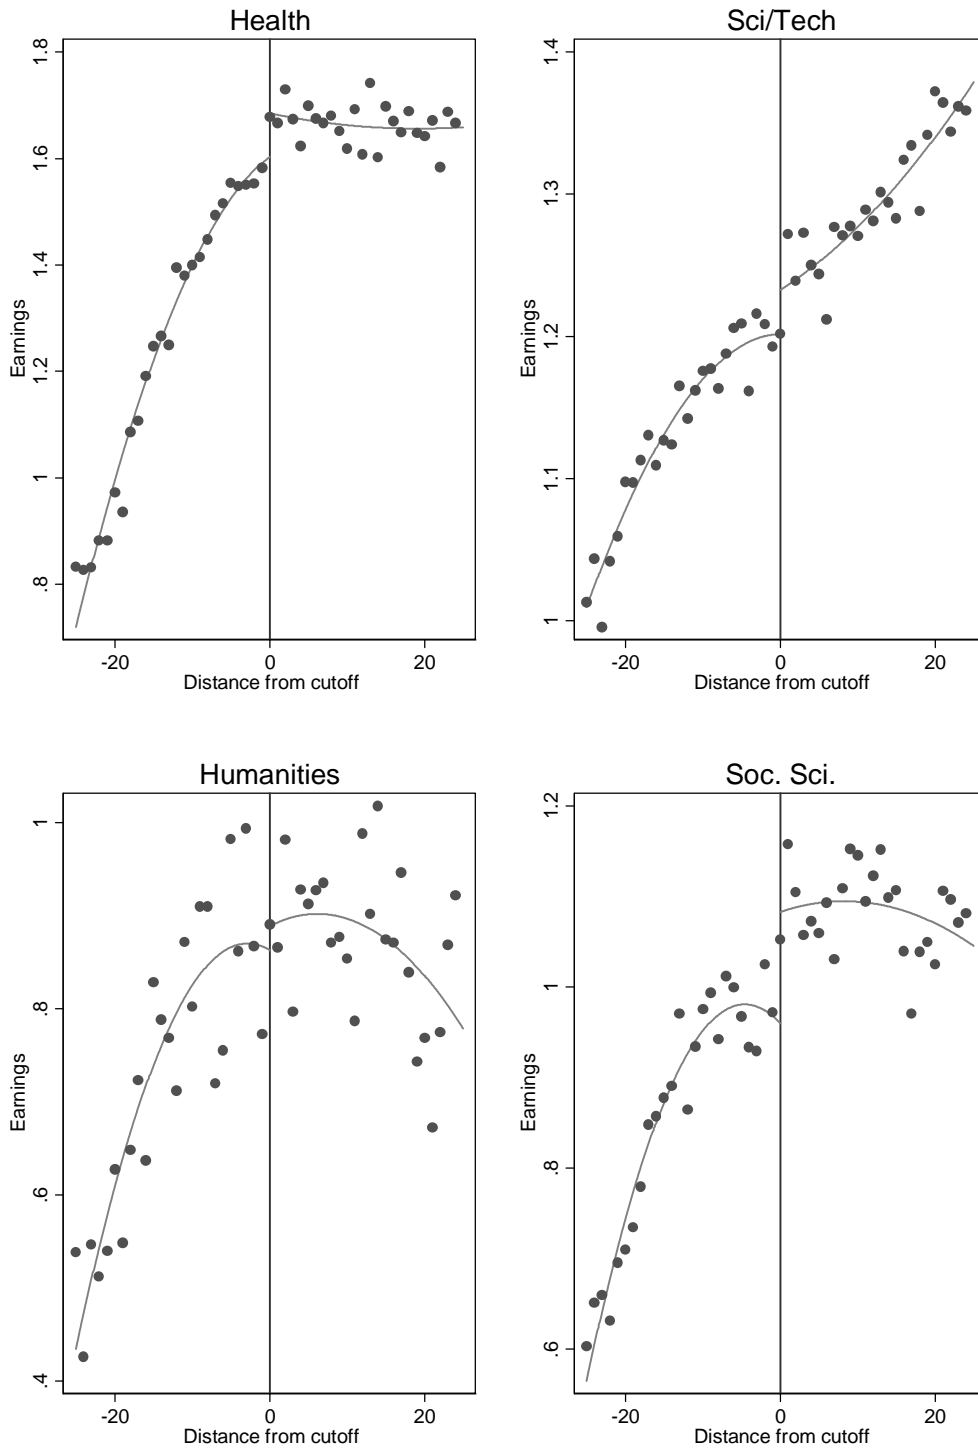 Health
Earnings
1.8
1.6
1.4
1.2
1
.8
-20 0 20
Distance from cutoff
Sci/Tech
Earnings
1.4
1.3
1.2
1.1
1
-20 0 20
Distance from cutoff
Humanities
Earnings
1
.8
.6
.4
-20 0 20
Distance from cutoff
Soc. Sci.
Earnings
1.2
1
.8
.6
-20 0 20
Distance from cutoff